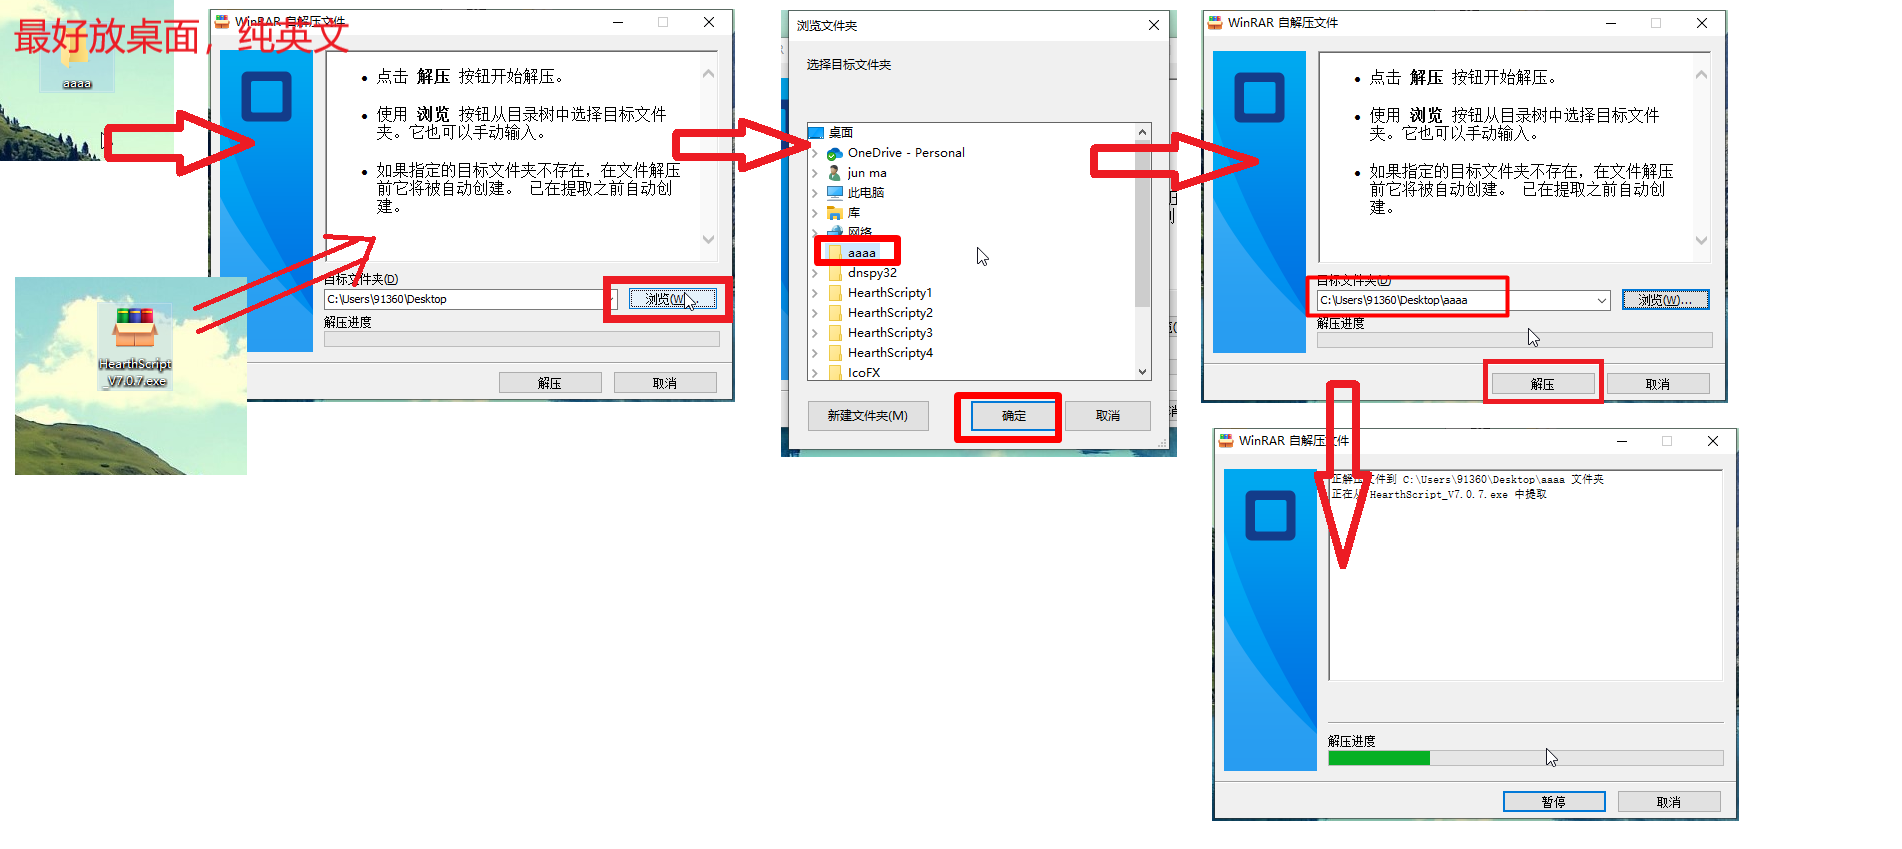 最好放桌面，纯英文
aaaa
HearthScript
_V7.0.7.exe
WinRAR 自解压文件
点击 解压 按钮开始解压。
使用 浏览 按钮从目录树中选择目标文件
夹。它也可以手动输入。
如果指定的目标文件夹不存在，在文件解压
前它将被自动创建。 已在提取之前自动创
建。
目标文件夹(D)
C:\Users\91360\Desktop
浏览(W)...
解压进度
解压
取消
浏览文件夹
选择目标文件夹
桌面
OneDrive - Personal
jun ma
此电脑
库
网络
aaaa
dnspy32
HearthScripty1
HearthScripty2
HearthScripty3
HearthScripty4
IcoFX
新建文件夹(M)
确定
取消
WinRAR 自解压文件
点击 解压 按钮开始解压。
使用 浏览 按钮从目录树中选择目标文件
夹。它也可以手动输入。
如果指定的目标文件夹不存在，在文件解压
前它将被自动创建。 已在提取之前自动创
建。
目标文件夹(D)
C:\Users\91360\Desktop\aaaa
浏览(W)...
解压进度
解压
取消
WinRAR 自解压文件
正解压文件到 C:\Users\91360\Desktop\aaaa 文件夹
正在从 HearthScript_V7.0.7.exe 中提取
解压进度
暂停
取消